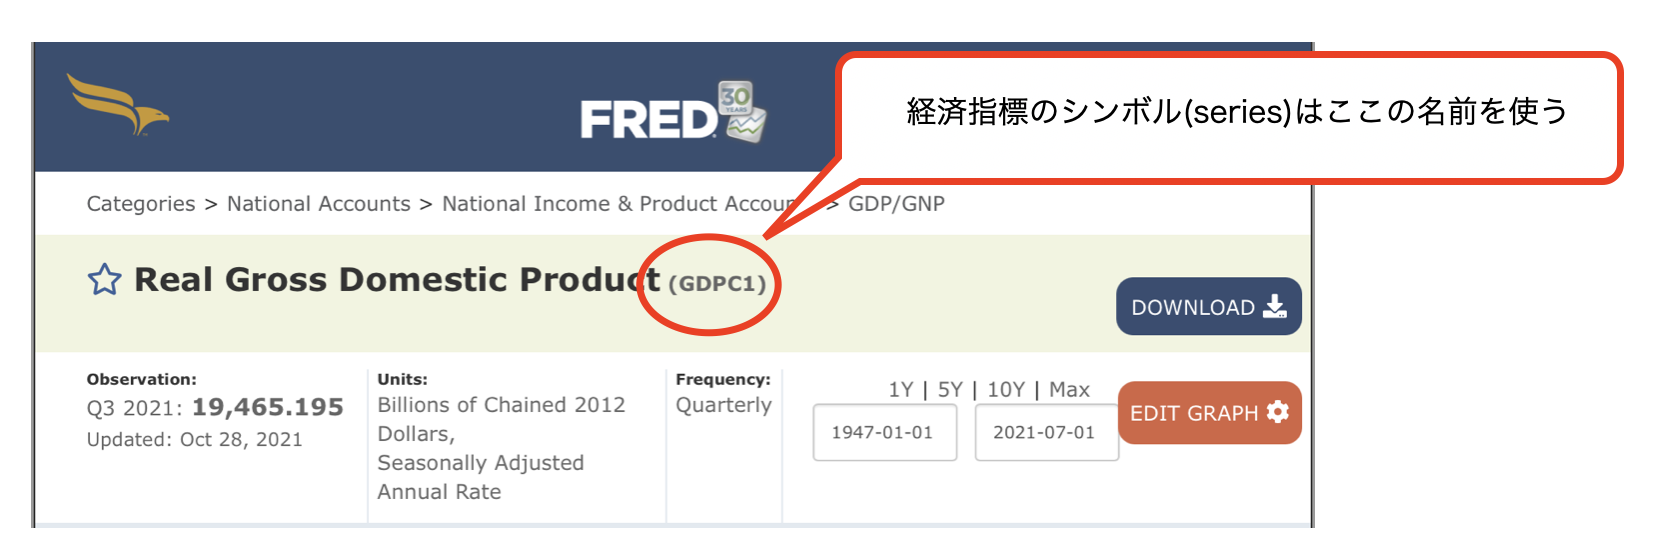 FRED
30
YEARS
経済指標のシンボル(series)はここの名前を使う
Categories > National Accounts > National Income & Product Accoun > GDP/GNP
Real Gross Domestic Product (GDPC1)
DOWNLOAD
Observation:
Q3 2021: 19,465.195
Updated: Oct 28, 2021
Units:
Billions of Chained 2012
Dollars,
Seasonally Adjusted
Annual Rate
Frequency:
Quarterly
1Y | 5Y | 10Y | Max
1947-01-01
2021-07-01
EDIT GRAPH